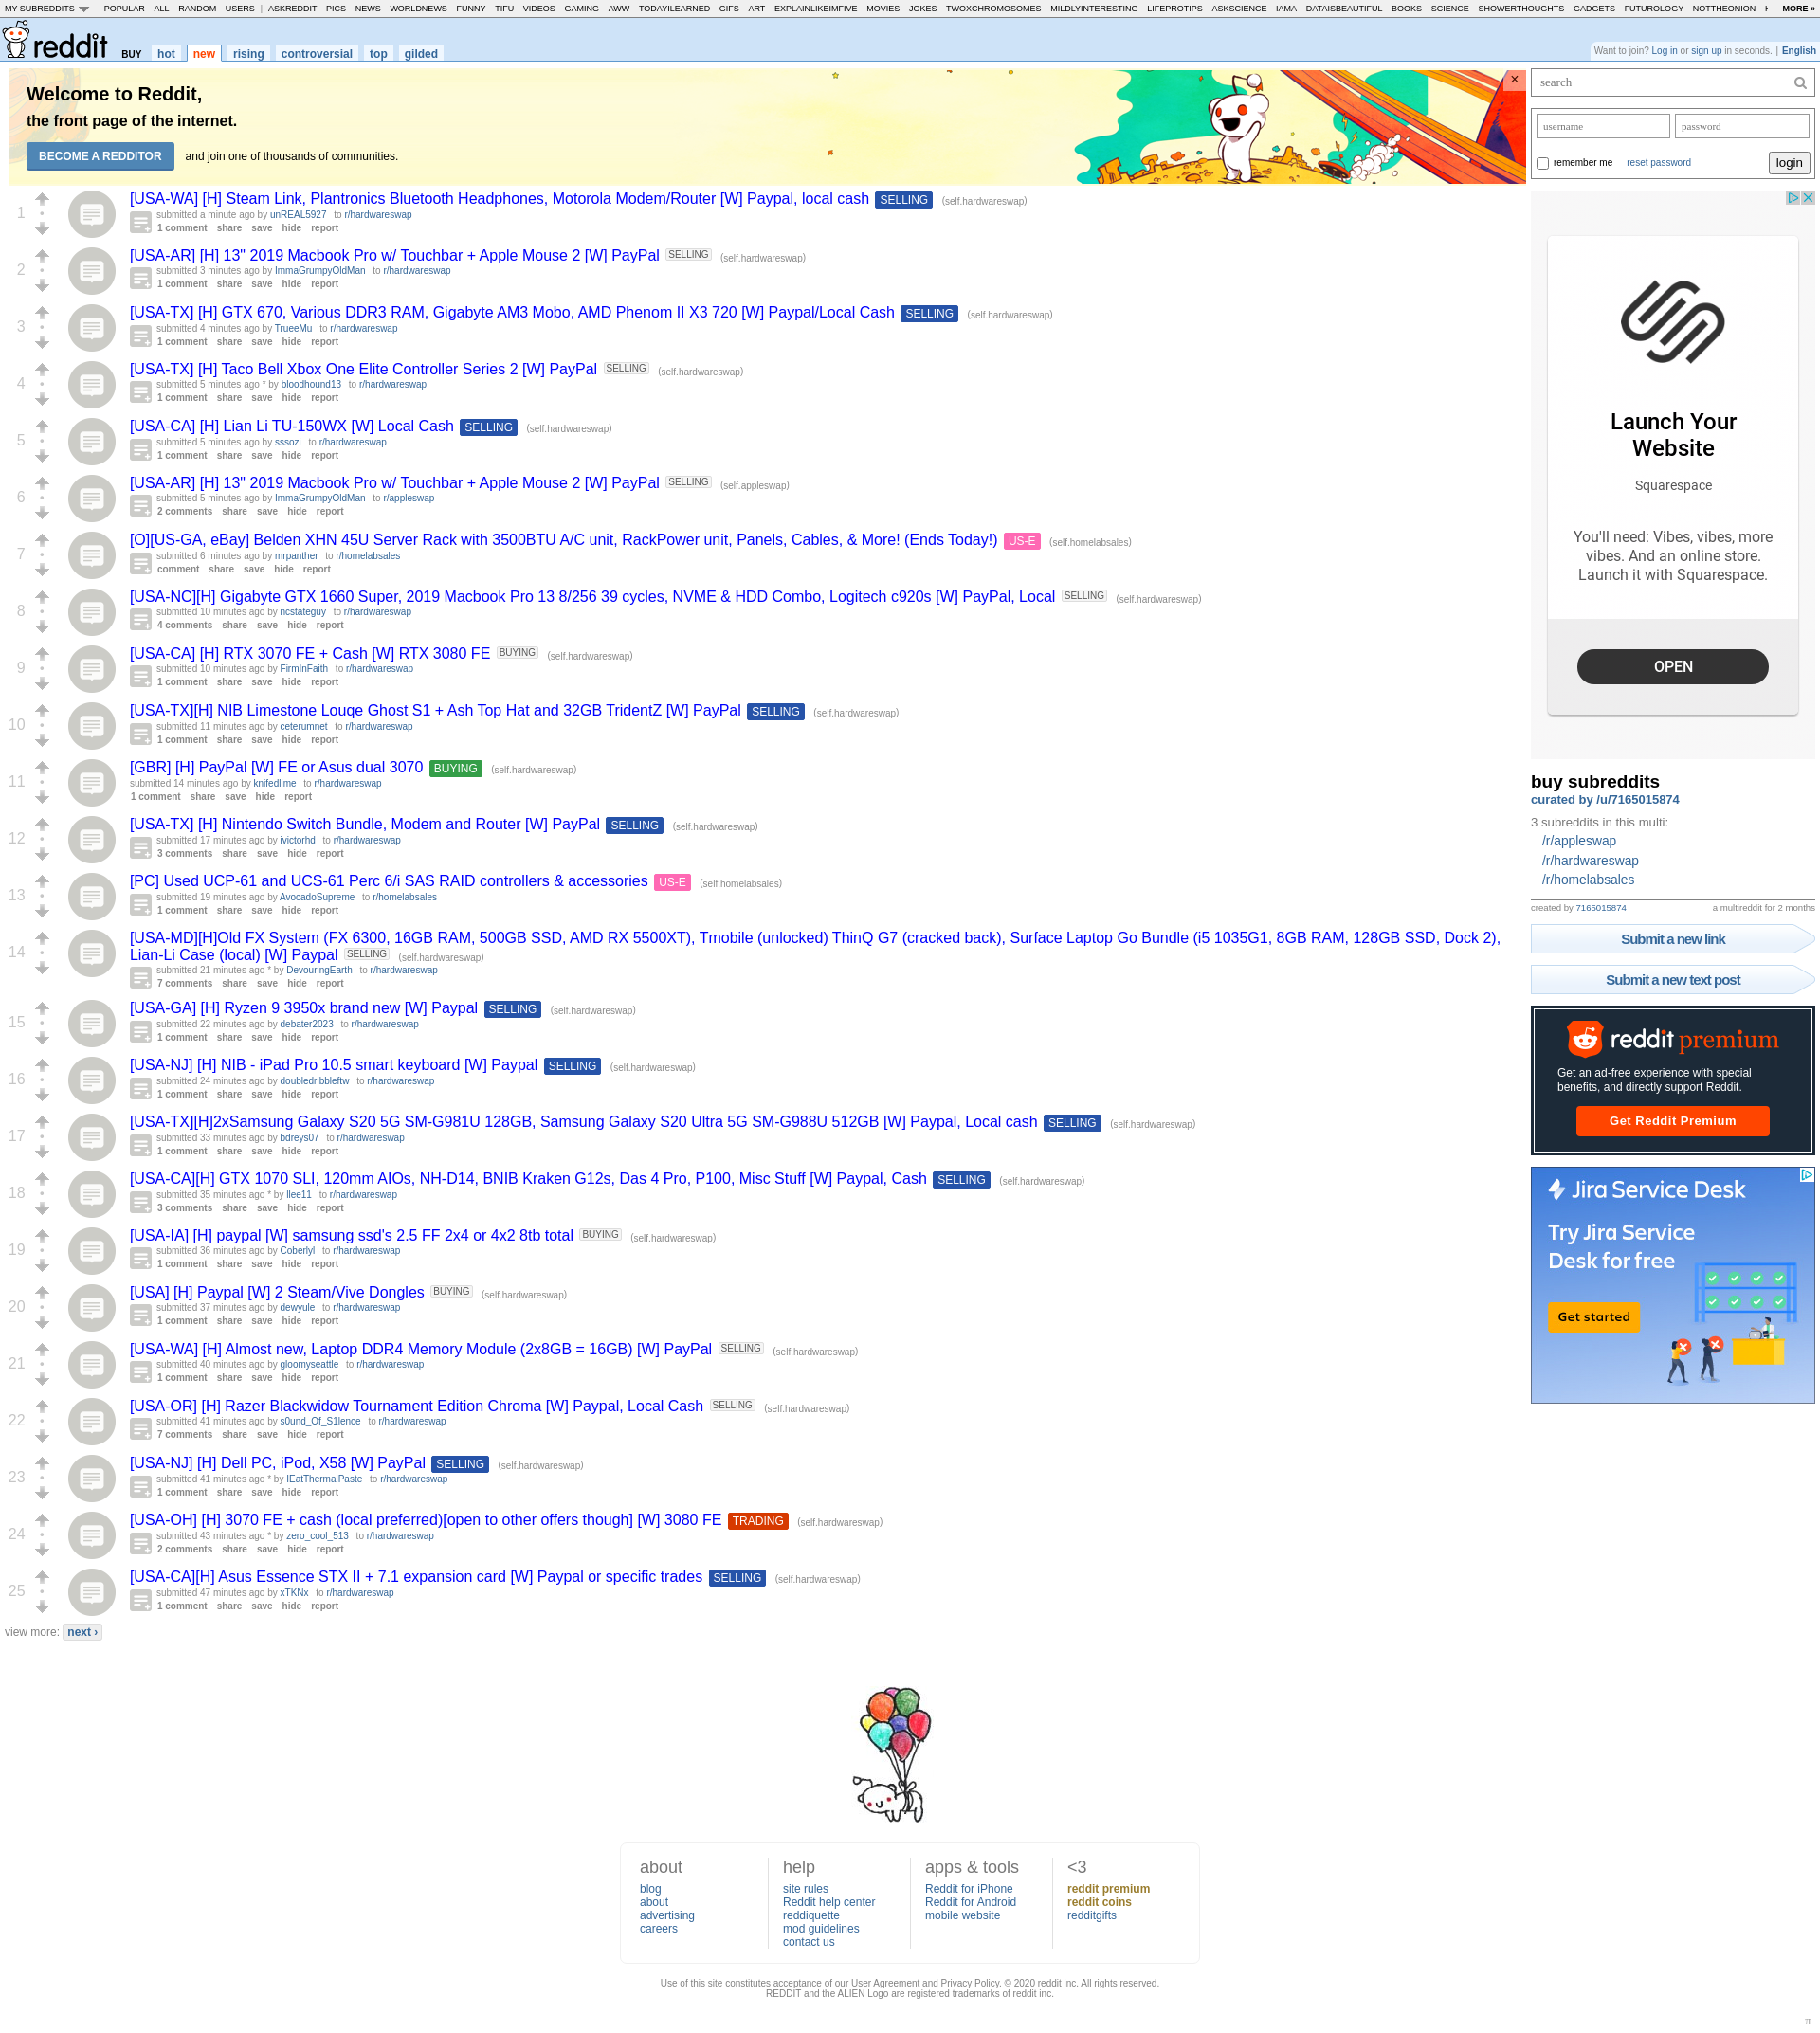 MY SUBREDDITS POPULAR - ALL - RANDOM - USERS | ASKREDDIT - PICS - NEWS - WORLDNEWS - FUNNY - TIFU - VIDEOS - GAMING - AWW - TODAYILEARNED - GIFS - ART - EXPLAINLIKEIMFIVE - MOVIES - JOKES - TWOXCHROMOSOMES - MILDLYINTERESTING - LIFEPROTIPS - ASKSCIENCE - IAMA - DATAISBEAUTIFUL - BOOKS - SCIENCE - SHOWERTHOUGHTS - GADGETS - FUTUROLOGY - NOTTHEONION - MORE »
reddit BUY hot new rising controversial top gilded
Want to join? Log in or sign up in seconds. | English
Welcome to Reddit,
the front page of the internet.
BECOME A REDDITOR and join one of thousands of communities.
×
1
[USA-WA] [H] Steam Link, Plantronics Bluetooth Headphones, Motorola Modem/Router [W] Paypal, local cash SELLING (self.hardwareswap)
submitted a minute ago by unREAL5927 to r/hardwareswap
1 comment share save hide report
2
[USA-AR] [H] 13" 2019 Macbook Pro w/ Touchbar + Apple Mouse 2 [W] PayPal SELLING (self.hardwareswap)
submitted 3 minutes ago by ImmaGrumpyOldMan to r/hardwareswap
1 comment share save hide report
3
[USA-TX] [H] GTX 670, Various DDR3 RAM, Gigabyte AM3 Mobo, AMD Phenom II X3 720 [W] Paypal/Local Cash SELLING (self.hardwareswap)
submitted 4 minutes ago by TrueeMu to r/hardwareswap
1 comment share save hide report
4
[USA-TX] [H] Taco Bell Xbox One Elite Controller Series 2 [W] PayPal SELLING (self.hardwareswap)
submitted 5 minutes ago * by bloodhound13 to r/hardwareswap
1 comment share save hide report
5
[USA-CA] [H] Lian Li TU-150WX [W] Local Cash SELLING (self.hardwareswap)
submitted 5 minutes ago by sssozi to r/hardwareswap
1 comment share save hide report
6
[USA-AR] [H] 13" 2019 Macbook Pro w/ Touchbar + Apple Mouse 2 [W] PayPal SELLING (self.appleswap)
submitted 5 minutes ago by ImmaGrumpyOldMan to r/appleswap
2 comments share save hide report
7
[O][US-GA, eBay] Belden XHN 45U Server Rack with 3500BTU A/C unit, RackPower unit, Panels, Cables, & More! (Ends Today!) US-E (self.homelabsales)
submitted 6 minutes ago by mrpanther to r/homelabsales
comment share save hide report
8
[USA-NC][H] Gigabyte GTX 1660 Super, 2019 Macbook Pro 13 8/256 39 cycles, NVME & HDD Combo, Logitech c920s [W] PayPal, Local SELLING (self.hardwareswap)
submitted 10 minutes ago by ncstateguy to r/hardwareswap
4 comments share save hide report
9
[USA-CA] [H] RTX 3070 FE + Cash [W] RTX 3080 FE BUYING (self.hardwareswap)
submitted 10 minutes ago by FirmInFaith to r/hardwareswap
1 comment share save hide report
10
[USA-TX][H] NIB Limestone Louqe Ghost S1 + Ash Top Hat and 32GB TridentZ [W] PayPal SELLING (self.hardwareswap)
submitted 11 minutes ago by ceterumnet to r/hardwareswap
1 comment share save hide report
11
[GBR] [H] PayPal [W] FE or Asus dual 3070 BUYING (self.hardwareswap)
submitted 14 minutes ago by knifedlime to r/hardwareswap
1 comment share save hide report
12
[USA-TX] [H] Nintendo Switch Bundle, Modem and Router [W] PayPal SELLING (self.hardwareswap)
submitted 17 minutes ago by ivictorhd to r/hardwareswap
3 comments share save hide report
13
[PC] Used UCP-61 and UCS-61 Perc 6/i SAS RAID controllers & accessories US-E (self.homelabsales)
submitted 19 minutes ago by AvocadoSupreme to r/homelabsales
1 comment share save hide report
14
[USA-MD][H]Old FX System (FX 6300, 16GB RAM, 500GB SSD, AMD RX 5500XT), Tmobile (unlocked) ThinQ G7 (cracked back), Surface Laptop Go Bundle (i5 1035G1, 8GB RAM, 128GB SSD, Dock 2),
Lian-Li Case (local) [W] Paypal SELLING (self.hardwareswap)
submitted 21 minutes ago * by DevouringEarth to r/hardwareswap
7 comments share save hide report
15
[USA-GA] [H] Ryzen 9 3950x brand new [W] Paypal SELLING (self.hardwareswap)
submitted 22 minutes ago by debater2023 to r/hardwareswap
1 comment share save hide report
16
[USA-NJ] [H] NIB - iPad Pro 10.5 smart keyboard [W] Paypal SELLING (self.hardwareswap)
submitted 24 minutes ago by doubledribbleftw to r/hardwareswap
1 comment share save hide report
17
[USA-TX][H]2xSamsung Galaxy S20 5G SM-G981U 128GB, Samsung Galaxy S20 Ultra 5G SM-G988U 512GB [W] Paypal, Local cash SELLING (self.hardwareswap)
submitted 33 minutes ago by bdreys07 to r/hardwareswap
1 comment share save hide report
18
[USA-CA][H] GTX 1070 SLI, 120mm AIOs, NH-D14, BNIB Kraken G12s, Das 4 Pro, P100, Misc Stuff [W] Paypal, Cash SELLING (self.hardwareswap)
submitted 35 minutes ago * by llee11 to r/hardwareswap
3 comments share save hide report
19
[USA-IA] [H] paypal [W] samsung ssd's 2.5 FF 2x4 or 4x2 8tb total BUYING (self.hardwareswap)
submitted 36 minutes ago by Coberlyl to r/hardwareswap
1 comment share save hide report
20
[USA] [H] Paypal [W] 2 Steam/Vive Dongles BUYING (self.hardwareswap)
submitted 37 minutes ago by dewyule to r/hardwareswap
1 comment share save hide report
21
[USA-WA] [H] Almost new, Laptop DDR4 Memory Module (2x8GB = 16GB) [W] PayPal SELLING (self.hardwareswap)
submitted 40 minutes ago by gloomyseattle to r/hardwareswap
1 comment share save hide report
22
[USA-OR] [H] Razer Blackwidow Tournament Edition Chroma [W] Paypal, Local Cash SELLING (self.hardwareswap)
submitted 41 minutes ago by s0und_Of_S1lence to r/hardwareswap
7 comments share save hide report
23
[USA-NJ] [H] Dell PC, iPod, X58 [W] PayPal SELLING (self.hardwareswap)
submitted 41 minutes ago * by IEatThermalPaste to r/hardwareswap
1 comment share save hide report
24
[USA-OH] [H] 3070 FE + cash (local preferred)[open to other offers though] [W] 3080 FE TRADING (self.hardwareswap)
submitted 43 minutes ago * by zero_cool_513 to r/hardwareswap
2 comments share save hide report
25
[USA-CA][H] Asus Essence STX II + 7.1 expansion card [W] Paypal or specific trades SELLING (self.hardwareswap)
submitted 47 minutes ago by xTKNx to r/hardwareswap
1 comment share save hide report
view more: next ›
search
username password
remember me reset password login
Launch Your
Website
Squarespace
You'll need: Vibes, vibes, more
vibes. And an online store.
Launch it with Squarespace.
OPEN
buy subreddits
curated by /u/7165015874
3 subreddits in this multi:
/r/appleswap
/r/hardwareswap
/r/homelabsales
created by 7165015874 a multireddit for 2 months
Submit a new link
Submit a new text post
reddit premium
Get an ad-free experience with special
benefits, and directly support Reddit.
Get Reddit Premium
Jira Service Desk
Try Jira Service
Desk for free
Get started
about
blog
about
advertising
careers
help
site rules
Reddit help center
reddiquette
mod guidelines
contact us
apps & tools
Reddit for iPhone
Reddit for Android
mobile website
<3
reddit premium
reddit coins
redditgifts
Use of this site constitutes acceptance of our User Agreement and Privacy Policy. © 2020 reddit inc. All rights reserved.
REDDIT and the ALIEN Logo are registered trademarks of reddit inc.
π